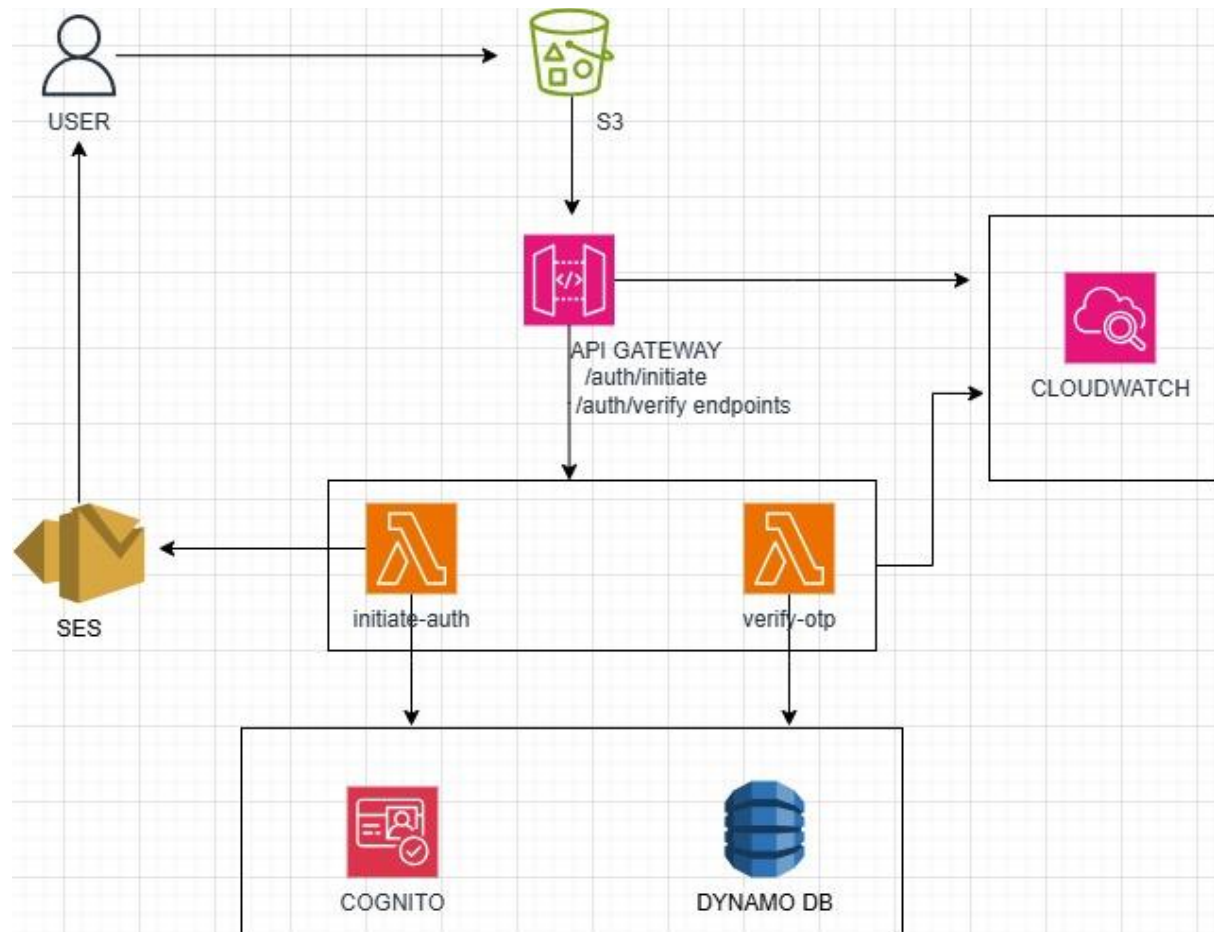 USER
S3
API GATEWAY
/auth/initiate
/auth/verify endpoints
CLOUDWATCH
initiate-auth
verify-otp
SES
COGNITO
DYNAMO DB